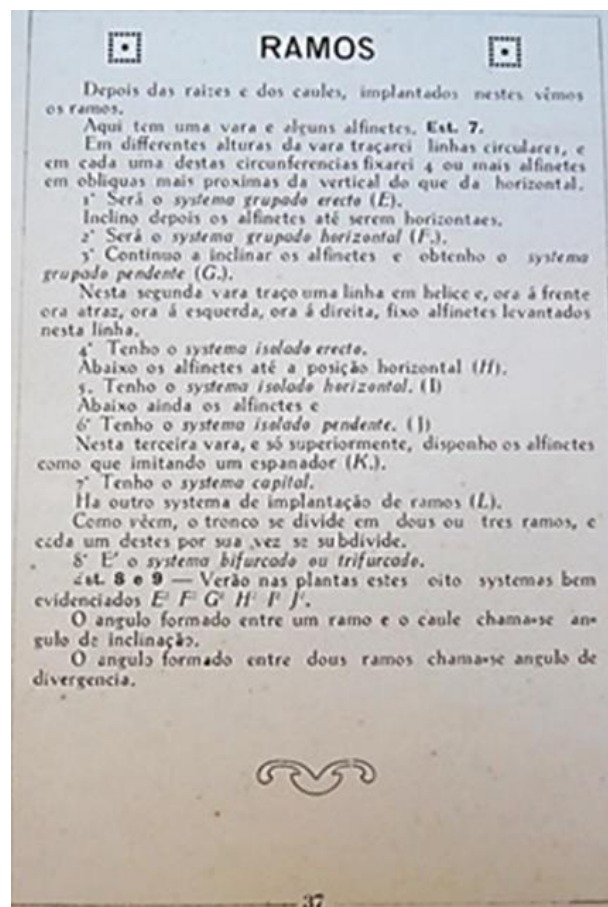 RAMOS
Depois das raizes e dos caules, implantados nestes vêmos
os ramos.
Aqui tem uma vara e alguns alfinetes. Est. 7.
Em differentes alturas da vara traçarei linhas circulares, e
em cada uma destas circunferencias fixarei 4 ou mais alfinetes
em obliquas mais proximas da vertical do que da horizontal.
1º Será o systema grupado erecto (E).
Inclino depois os alfinetes até serem horizontaes.
2º Será o systema grupado horizontal (F.).
3º Continuo a inclinar os alfinetes e obtenho o systema
grupado pendente (G.).
Nesta segunda vara traço uma linha em helice e, ora á frente
ora atraz, ora á esquerda, ora á direita, fixo alfinetes levantados
nesta linha.
4º Tenho o systema isolado erecto.
Abaixo os alfinetes até a posição horizontal (H).
5. Tenho o systema isolado horizontal. (I)
Abaixo ainda os alfinetes e
6º Tenho o systema isolado pendente. (J)
Nesta terceira vara, e só superiormente, disponho os alfinetes
como que imitando um espanador (K.).
7º Tenho o systema capital.
Ha outro systema de implantação de ramos (L).
Como vêem, o tronco se divide em dous ou tres ramos, e
cada um destes por sua vez se subdivide.
8º E' o systema bifurcado ou trifurcado.
Est. 8 e 9 — Verão nas plantas estes oito systemas bem
evidenciados
O angulo formado entre um ramo e o caule chama-se an-
gulo de inclinação.
O angulo formado entre dous ramos chama-se angulo de
divergencia.
37